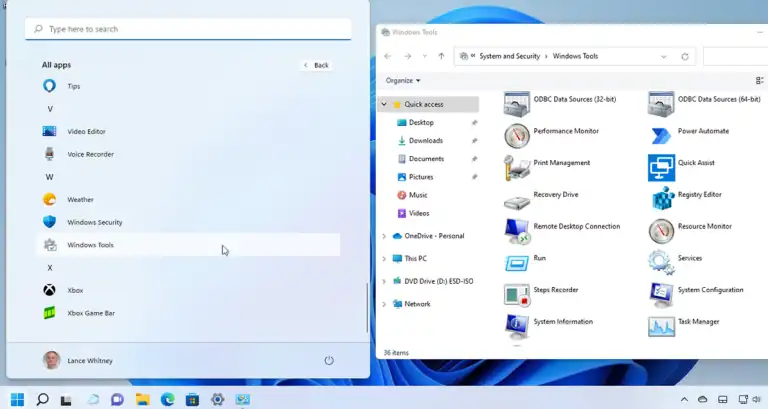 Type here to search
All apps
Back
Tips
V
Video Editor
Voice Recorder
W
Weather
Windows Security
Windows Tools
X
Xbox
Xbox Game Bar
Lance Whitney
Windows Tools
« System and Security > Windows Tools
Organize
Quick access
Desktop
Downloads
Documents
Pictures
Music
Videos
OneDrive - Personal
This PC
DVD Drive (D:) ESD-ISO
Network
ODBC Data Sources (32-bit)
ODBC Data Sources (64-bit)
Performance Monitor
Power Automate
Print Management
Quick Assist
Recovery Drive
Registry Editor
Remote Desktop Connection
Resource Monitor
Run
Services
Steps Recorder
System Configuration
System Information
Task Manager
36 items